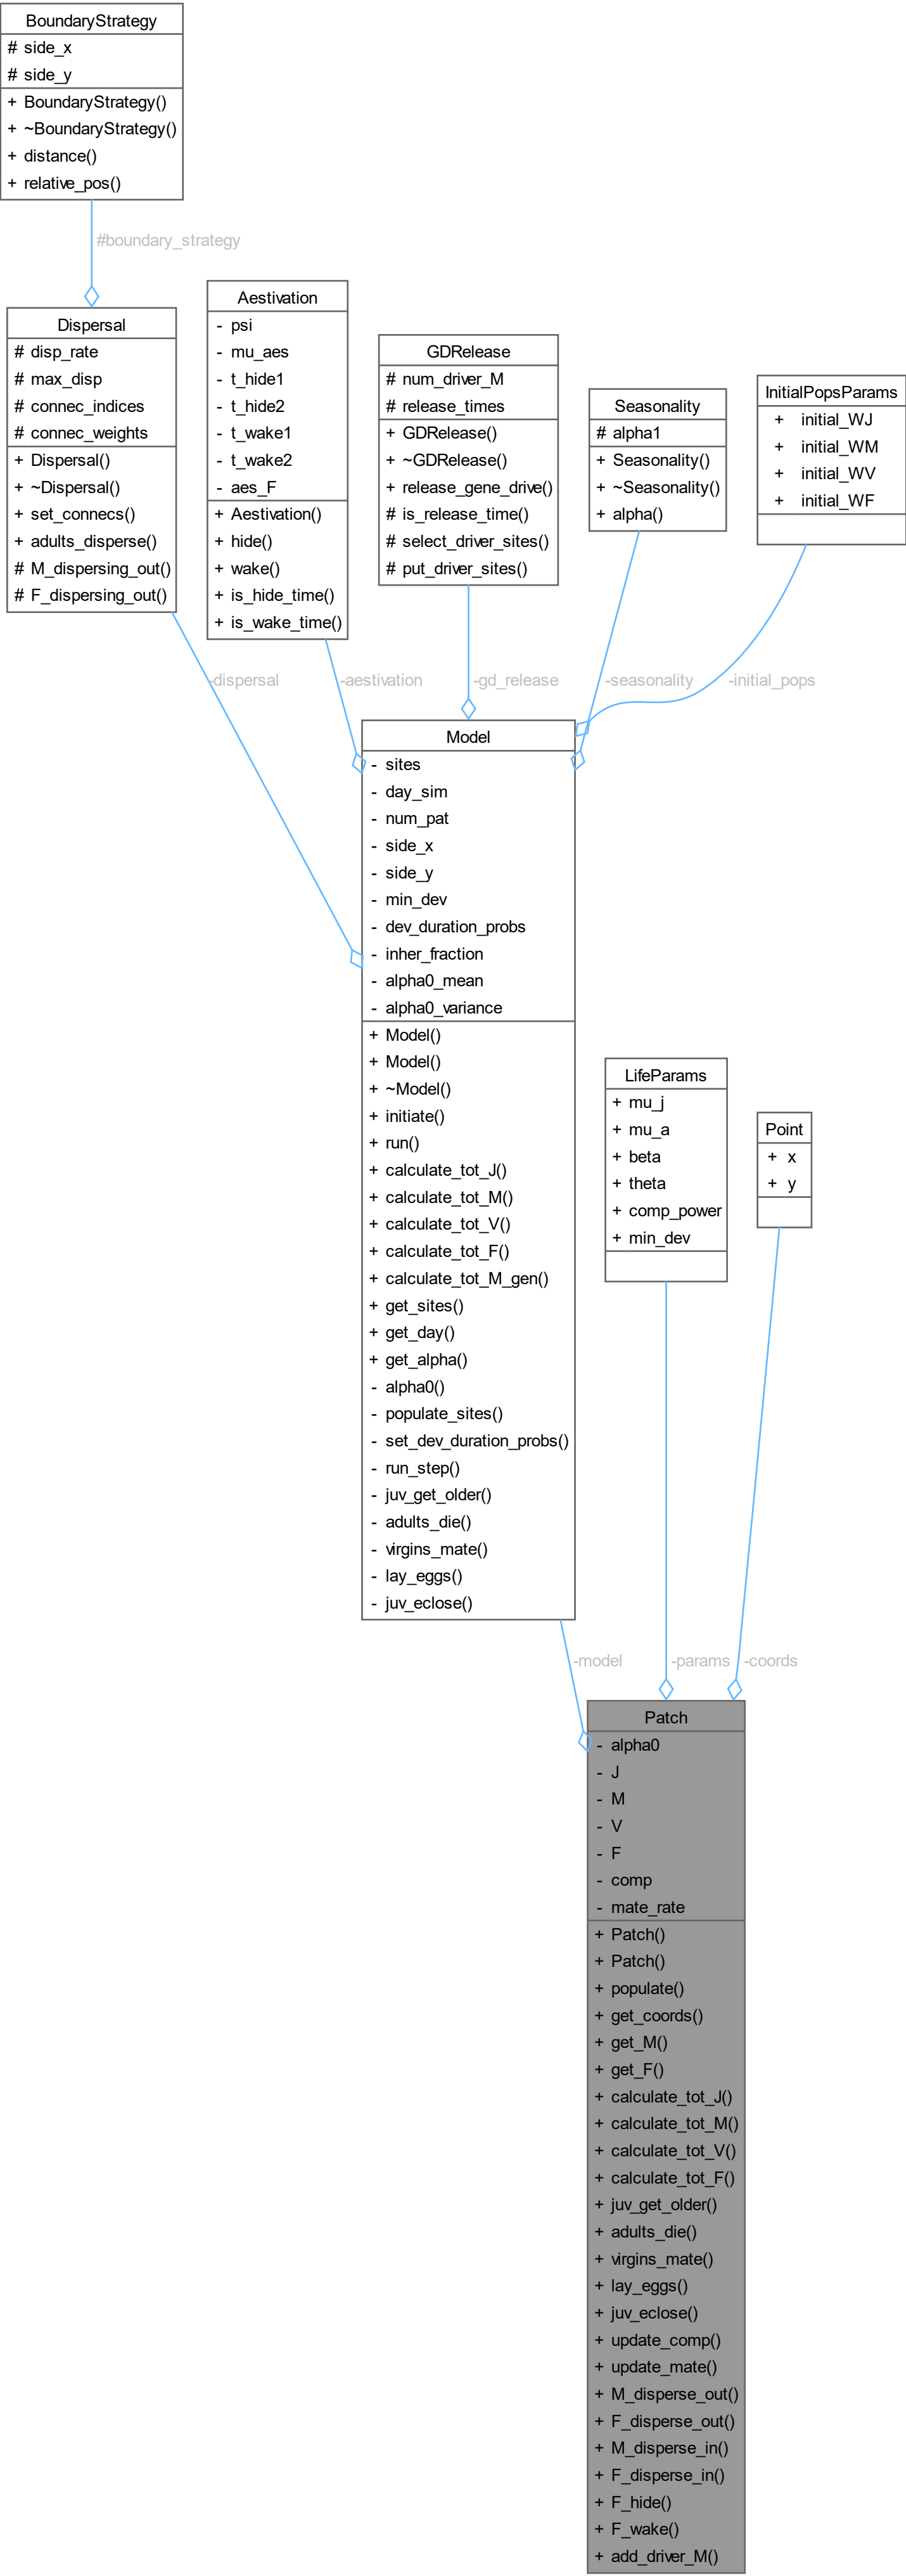 BoundaryStrategy
# side_x
# side_y
+ BoundaryStrategy()
+ ~BoundaryStrategy()
+ distance()
+ relative_pos()
#boundary_strategy
Dispersal
# disp_rate
# max_disp
# connec_indices
# connec_weights
+ Dispersal()
+ ~Dispersal()
+ set_connecs()
+ adults_disperse()
# M_dispersing_out()
# F_dispersing_out()
Aestivation
- psi
- mu_aes
- t_hide1
- t_hide2
- t_wake1
- t_wake2
- aes_F
+ Aestivation()
+ hide()
+ wake()
+ is_hide_time()
+ is_wake_time()
GDRelease
# num_driver_M
# release_times
+ GDRelease()
+ ~GDRelease()
+ release_gene_drive()
# is_release_time()
# select_driver_sites()
# put_driver_sites()
Seasonality
# alpha1
+ Seasonality()
+ ~Seasonality()
+ alpha()
InitialPopsParams
+ initial_WJ
+ initial_WM
+ initial_WV
+ initial_WF
-dispersal
-aestivation
-gd_release
-seasonality
-initial_pops
Model
- sites
- day_sim
- num_pat
- side_x
- side_y
- min_dev
- dev_duration_probs
- inher_fraction
- alpha0_mean
- alpha0_variance
+ Model()
+ Model()
+ ~Model()
+ initiate()
+ run()
+ calculate_tot_J()
+ calculate_tot_M()
+ calculate_tot_V()
+ calculate_tot_F()
+ calculate_tot_M_gen()
+ get_sites()
+ get_day()
+ get_alpha()
- alpha0()
- populate_sites()
- set_dev_duration_probs()
- run_step()
- juv_get_older()
- adults_die()
- virgins_mate()
- lay_eggs()
- juv_eclose()
LifeParams
+ mu_j
+ mu_a
+ beta
+ theta
+ comp_power
+ min_dev
Point
+ x
+ y
-model
-params
-coords
Patch
- alpha0
- J
- M
- V
- F
- comp
- mate_rate
+ Patch()
+ Patch()
+ populate()
+ get_coords()
+ get_M()
+ get_F()
+ calculate_tot_J()
+ calculate_tot_M()
+ calculate_tot_V()
+ calculate_tot_F()
+ juv_get_older()
+ adults_die()
+ virgins_mate()
+ lay_eggs()
+ juv_eclose()
+ update_comp()
+ update_mate()
+ M_disperse_out()
+ F_disperse_out()
+ M_disperse_in()
+ F_disperse_in()
+ F_hide()
+ F_wake()
+ add_driver_M()